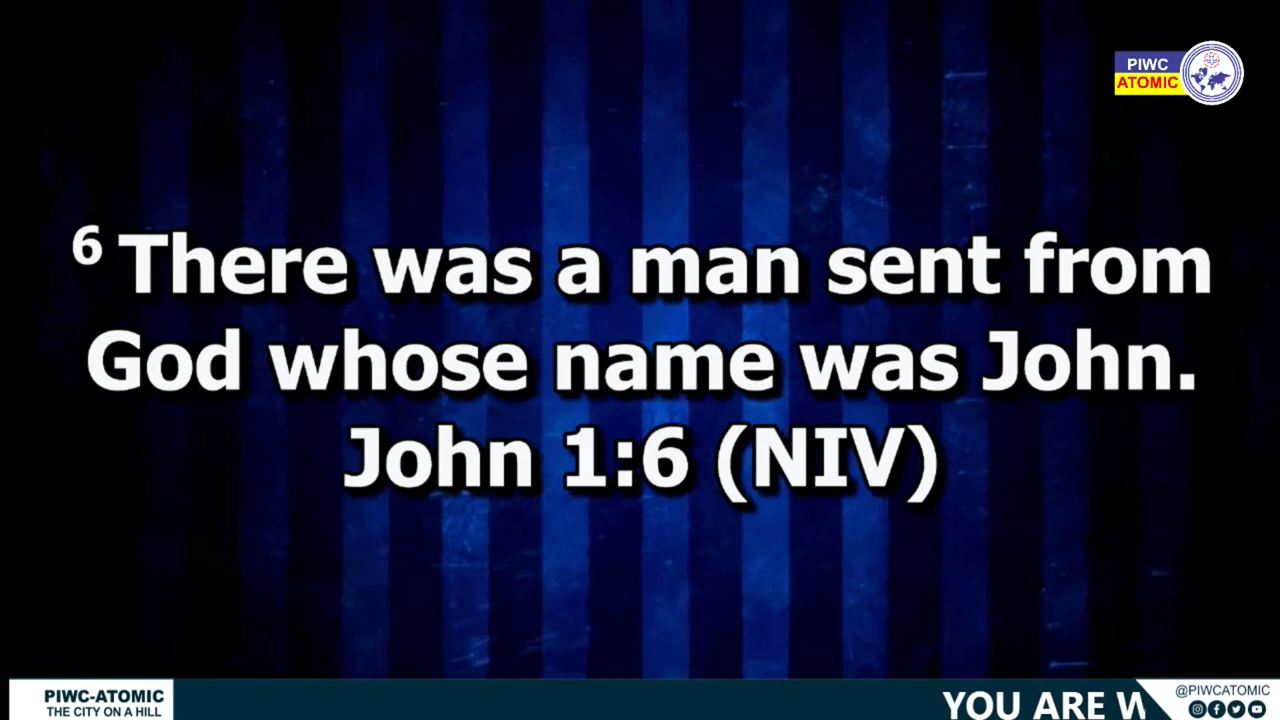 PIWC
ATOMIC
6 There was a man sent from
God whose name was John.
John 1:6 (NIV)
PIWC-ATOMIC
THE CITY ON A HILL
YOU ARE
@PIWCATOMIC